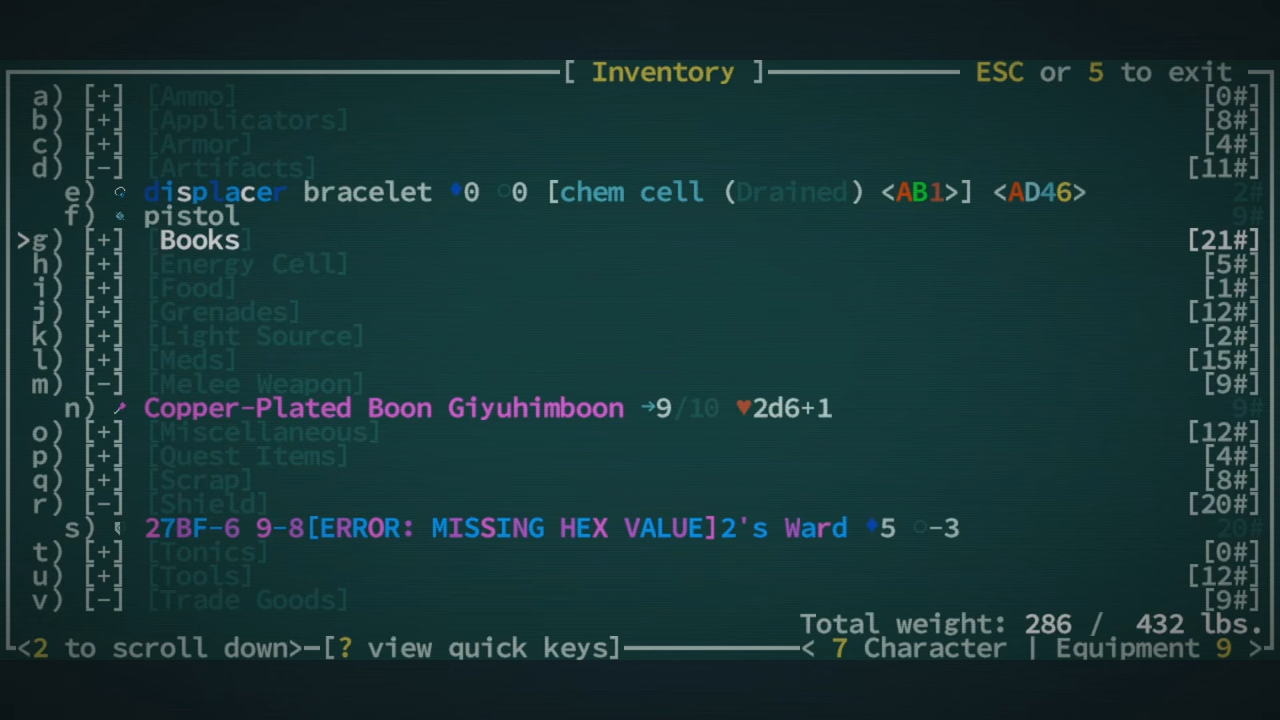 [ Inventory ] ESC or 5 to exit
a) [+] [Ammo] [0#]
b) [+] [Applicators] [8#]
c) [+] [Armor] [4#]
d) [-] [Artifacts] [11#]
e) displacer bracelet ♦0 ○0 [chem cell (Drained) <AB1>] <AD46> 2#
f) pistol 9#
>g) [+] [Books] [21#]
h) [+] [Energy Cell] [5#]
i) [+] [Food] [1#]
j) [+] [Grenades] [12#]
k) [+] [Light Source] [2#]
l) [+] [Meds] [15#]
m) [-] [Melee Weapon] [9#]
n) Copper-Plated Boon Giyuhimboon →9/10 ♥2d6+1 9#
o) [+] [Miscellaneous] [12#]
p) [+] [Quest Items] [4#]
q) [+] [Scrap] [8#]
r) [-] [Shield] [20#]
s) 27BF-6 9-8[ERROR: MISSING HEX VALUE]2's Ward ♦5 ○-3 20#
t) [+] [Tonics] [0#]
u) [+] [Tools] [12#]
v) [-] [Trade Goods] [9#]
Total weight: 286 / 432 lbs.
<2 to scroll down> [? view quick keys] < 7 Character | Equipment 9 >